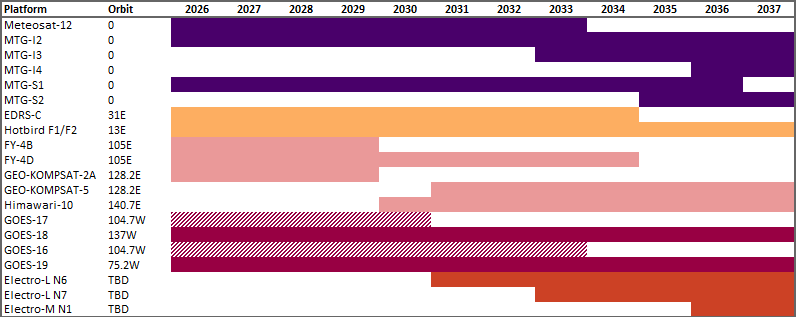 Platform Orbit 2026 2027 2028 2029 2030 2031 2032 2033 2034 2035 2036 2037
Meteosat-12 0
MTG-I2 0
MTG-I3 0
MTG-I4 0
MTG-S1 0
MTG-S2 0
EDRS-C 31E
Hotbird F1/F2 13E
FY-4B 105E
FY-4D 105E
GEO-KOMPSAT-2A 128.2E
GEO-KOMPSAT-5 128.2E
Himawari-10 140.7E
GOES-17 104.7W
GOES-18 137W
GOES-16 104.7W
GOES-19 75.2W
Electro-L N6 TBD
Electro-L N7 TBD
Electro-M N1 TBD